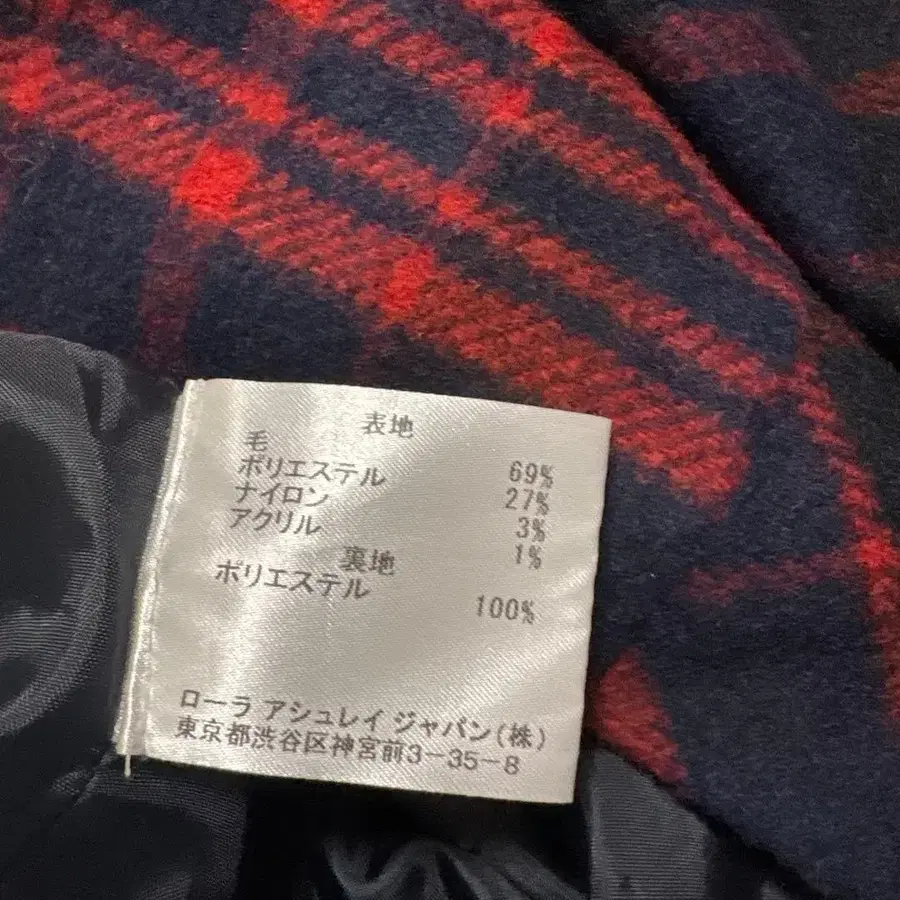 表地
毛 69%
ポリエステル 27%
ナイロン 3%
アクリル 1%
裏地
ポリエステル 100%
ローラ アシュレイ ジャパン(株)
東京都渋谷区神宮前3-35-8